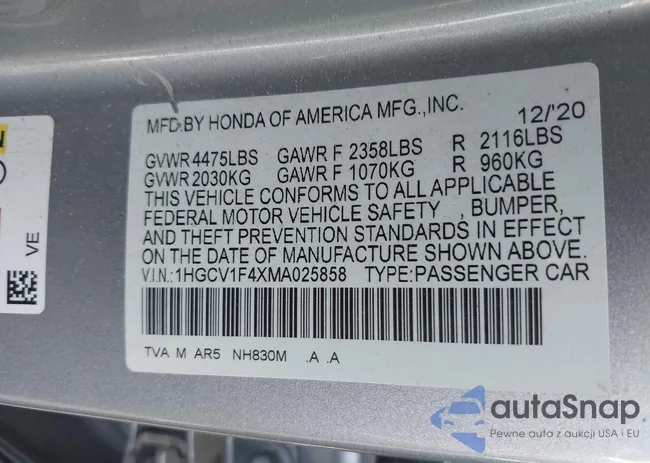 MFD.BY HONDA OF AMERICA MFG.,INC. 12/'20
GVWR 4475LBS GAWR F 2358LBS R 2116LBS
GVWR 2030KG GAWR F 1070KG R 960KG
THIS VEHICLE CONFORMS TO ALL APPLICABLE
FEDERAL MOTOR VEHICLE SAFETY , BUMPER,
AND THEFT PREVENTION STANDARDS IN EFFECT
ON THE DATE OF MANUFACTURE SHOWN ABOVE.
V.I.N.: 1HGCV1F4XMA025858 TYPE:PASSENGER CAR
TVA M AR5 NH830M .A .A
VE
autaSnap
Pewne auta z aukcji USA i EU